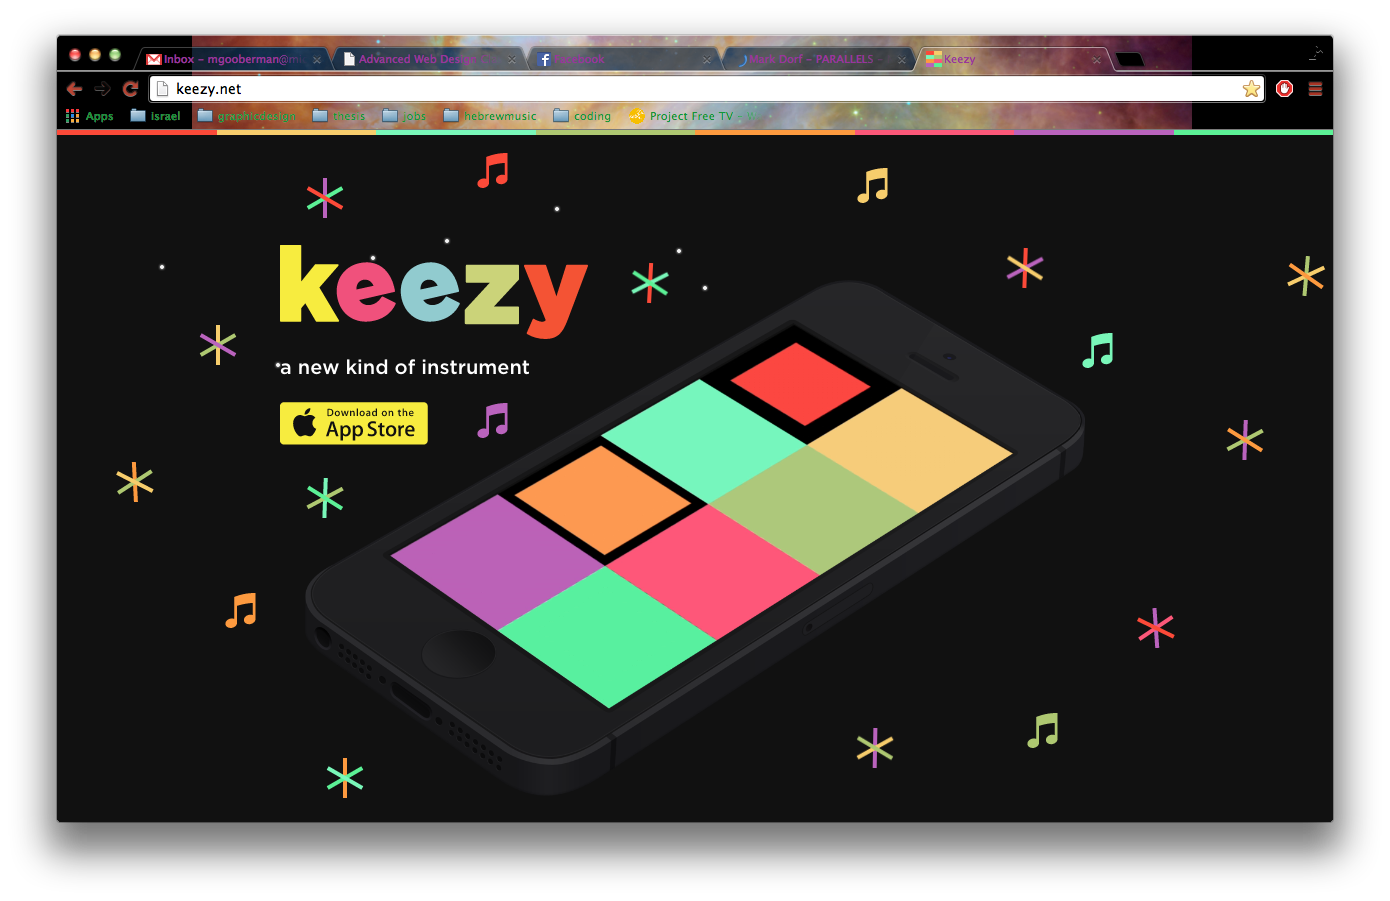 Inbox – mgooberman@m
Advanced Web Design
Facebook
Mark Dorf – PARALLELS –
Keezy
keezy.net
Apps
Israel
graphicdesign
thesis
jobs
hebrewmusic
coding
Project Free TV
keezy
a new kind of instrument
Download on the
App Store